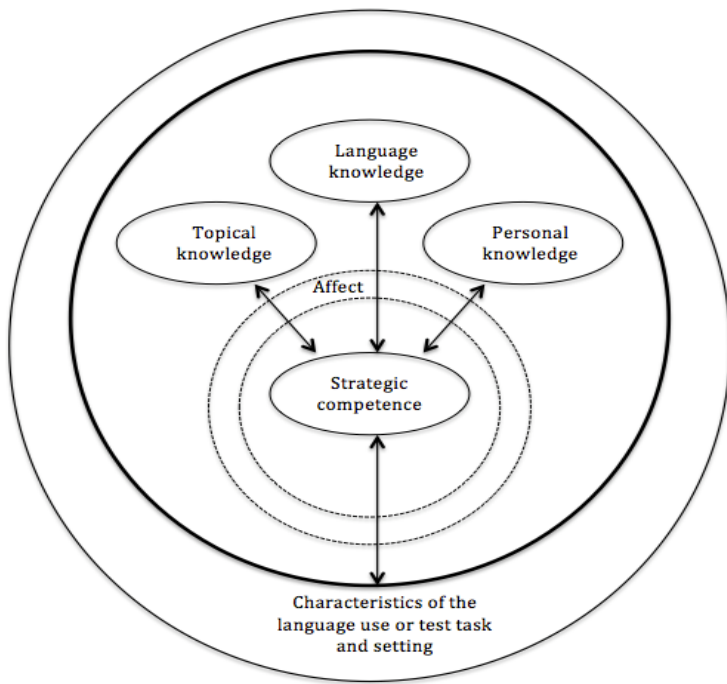 Language
knowledge
Topical
knowledge
Personal
knowledge
Affect
Strategic
competence
Characteristics of the
language use or test task
and setting